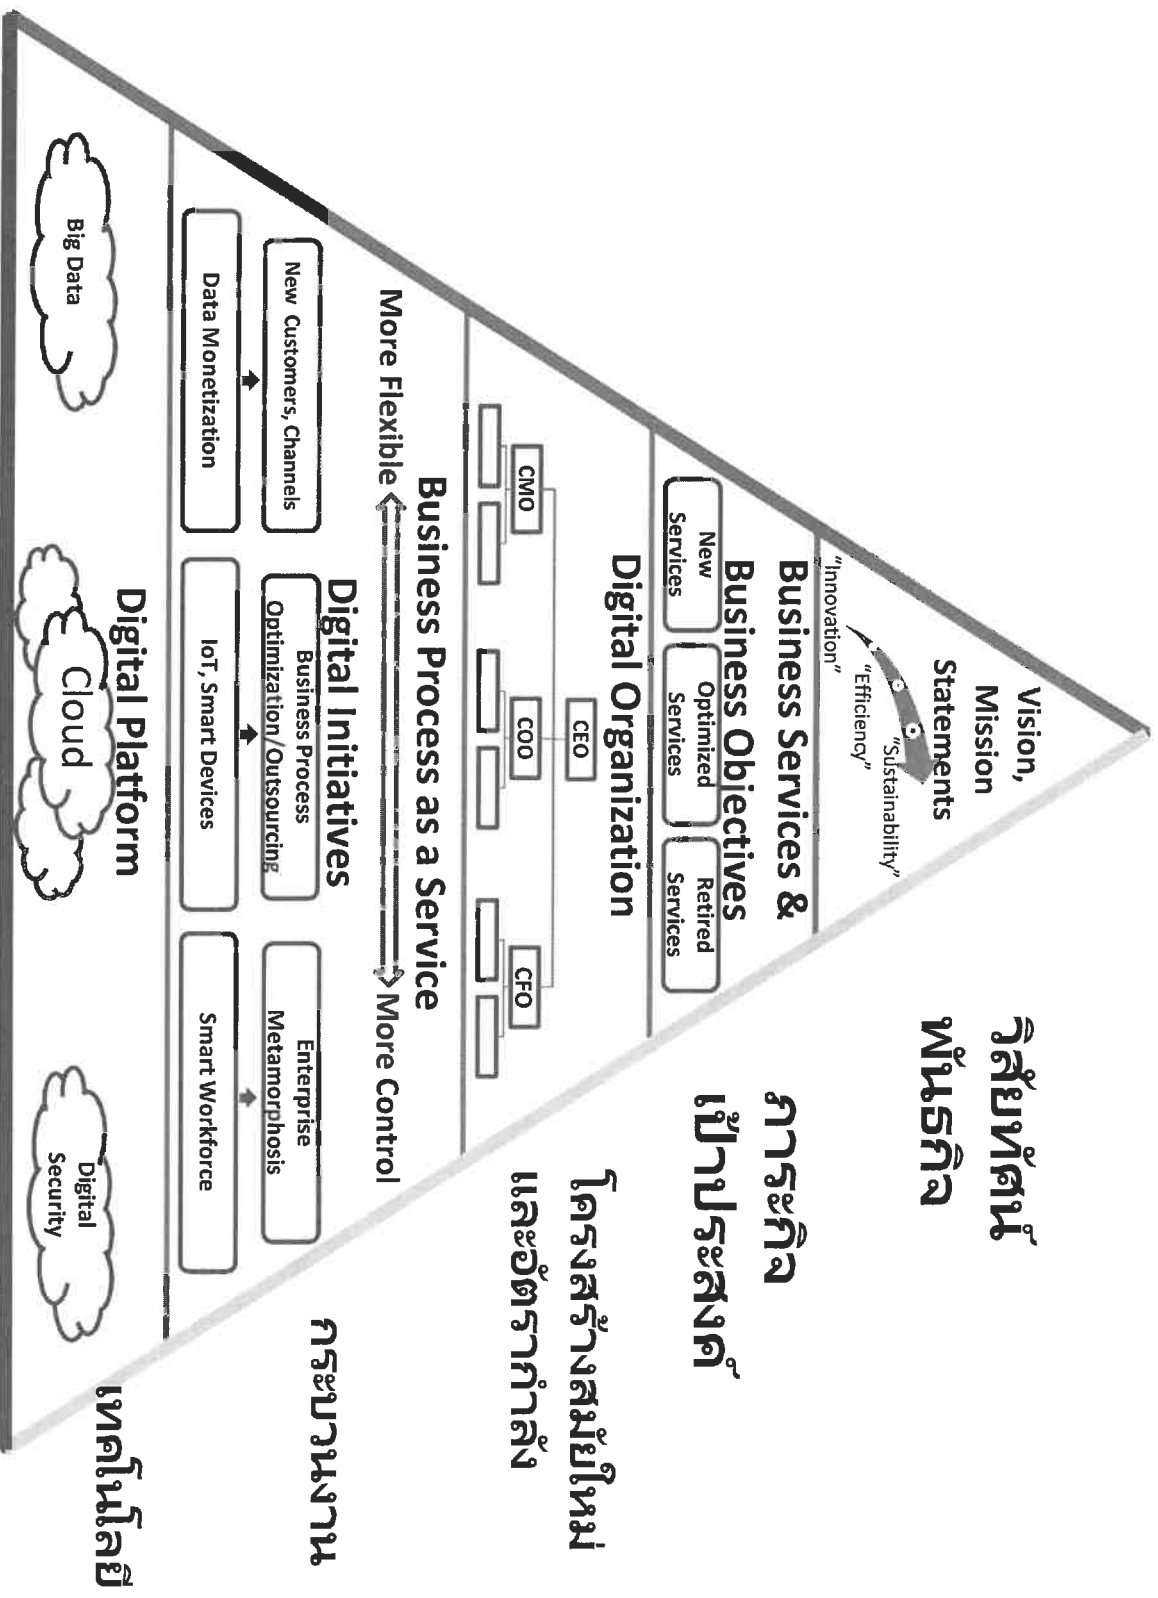 Vision,
Mission
Statements
"Innovation"
"Efficiency"
"Sustainability"
วิสัยทัศน์
พันธกิจ
Business Services &
Business Objectives
New
Services
Optimized
Services
Retired
Services
ภาระกิจ
เป้าประสงค์
Digital Organization
CEO
CMO
COO
CFO
โครงสร้างสมัยใหม่
และอัตรากำลัง
Business Process as a Service
More Flexible
More Control
Digital Initiatives
New Customers, Channels
Business Process
Optimization/Outsourcing
Enterprise
Metamorphosis
Data Monetization
IoT, Smart Devices
Smart Workforce
กระบวนงาน
Digital Platform
Big Data
Cloud
Digital
Security
เทคโนโลยี